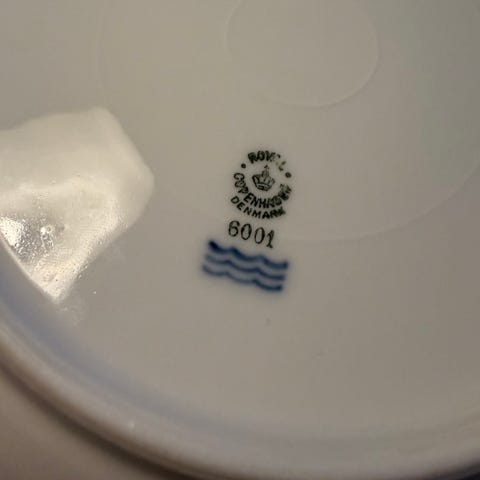 ROYAL
COPENHAGEN
DENMARK
6001